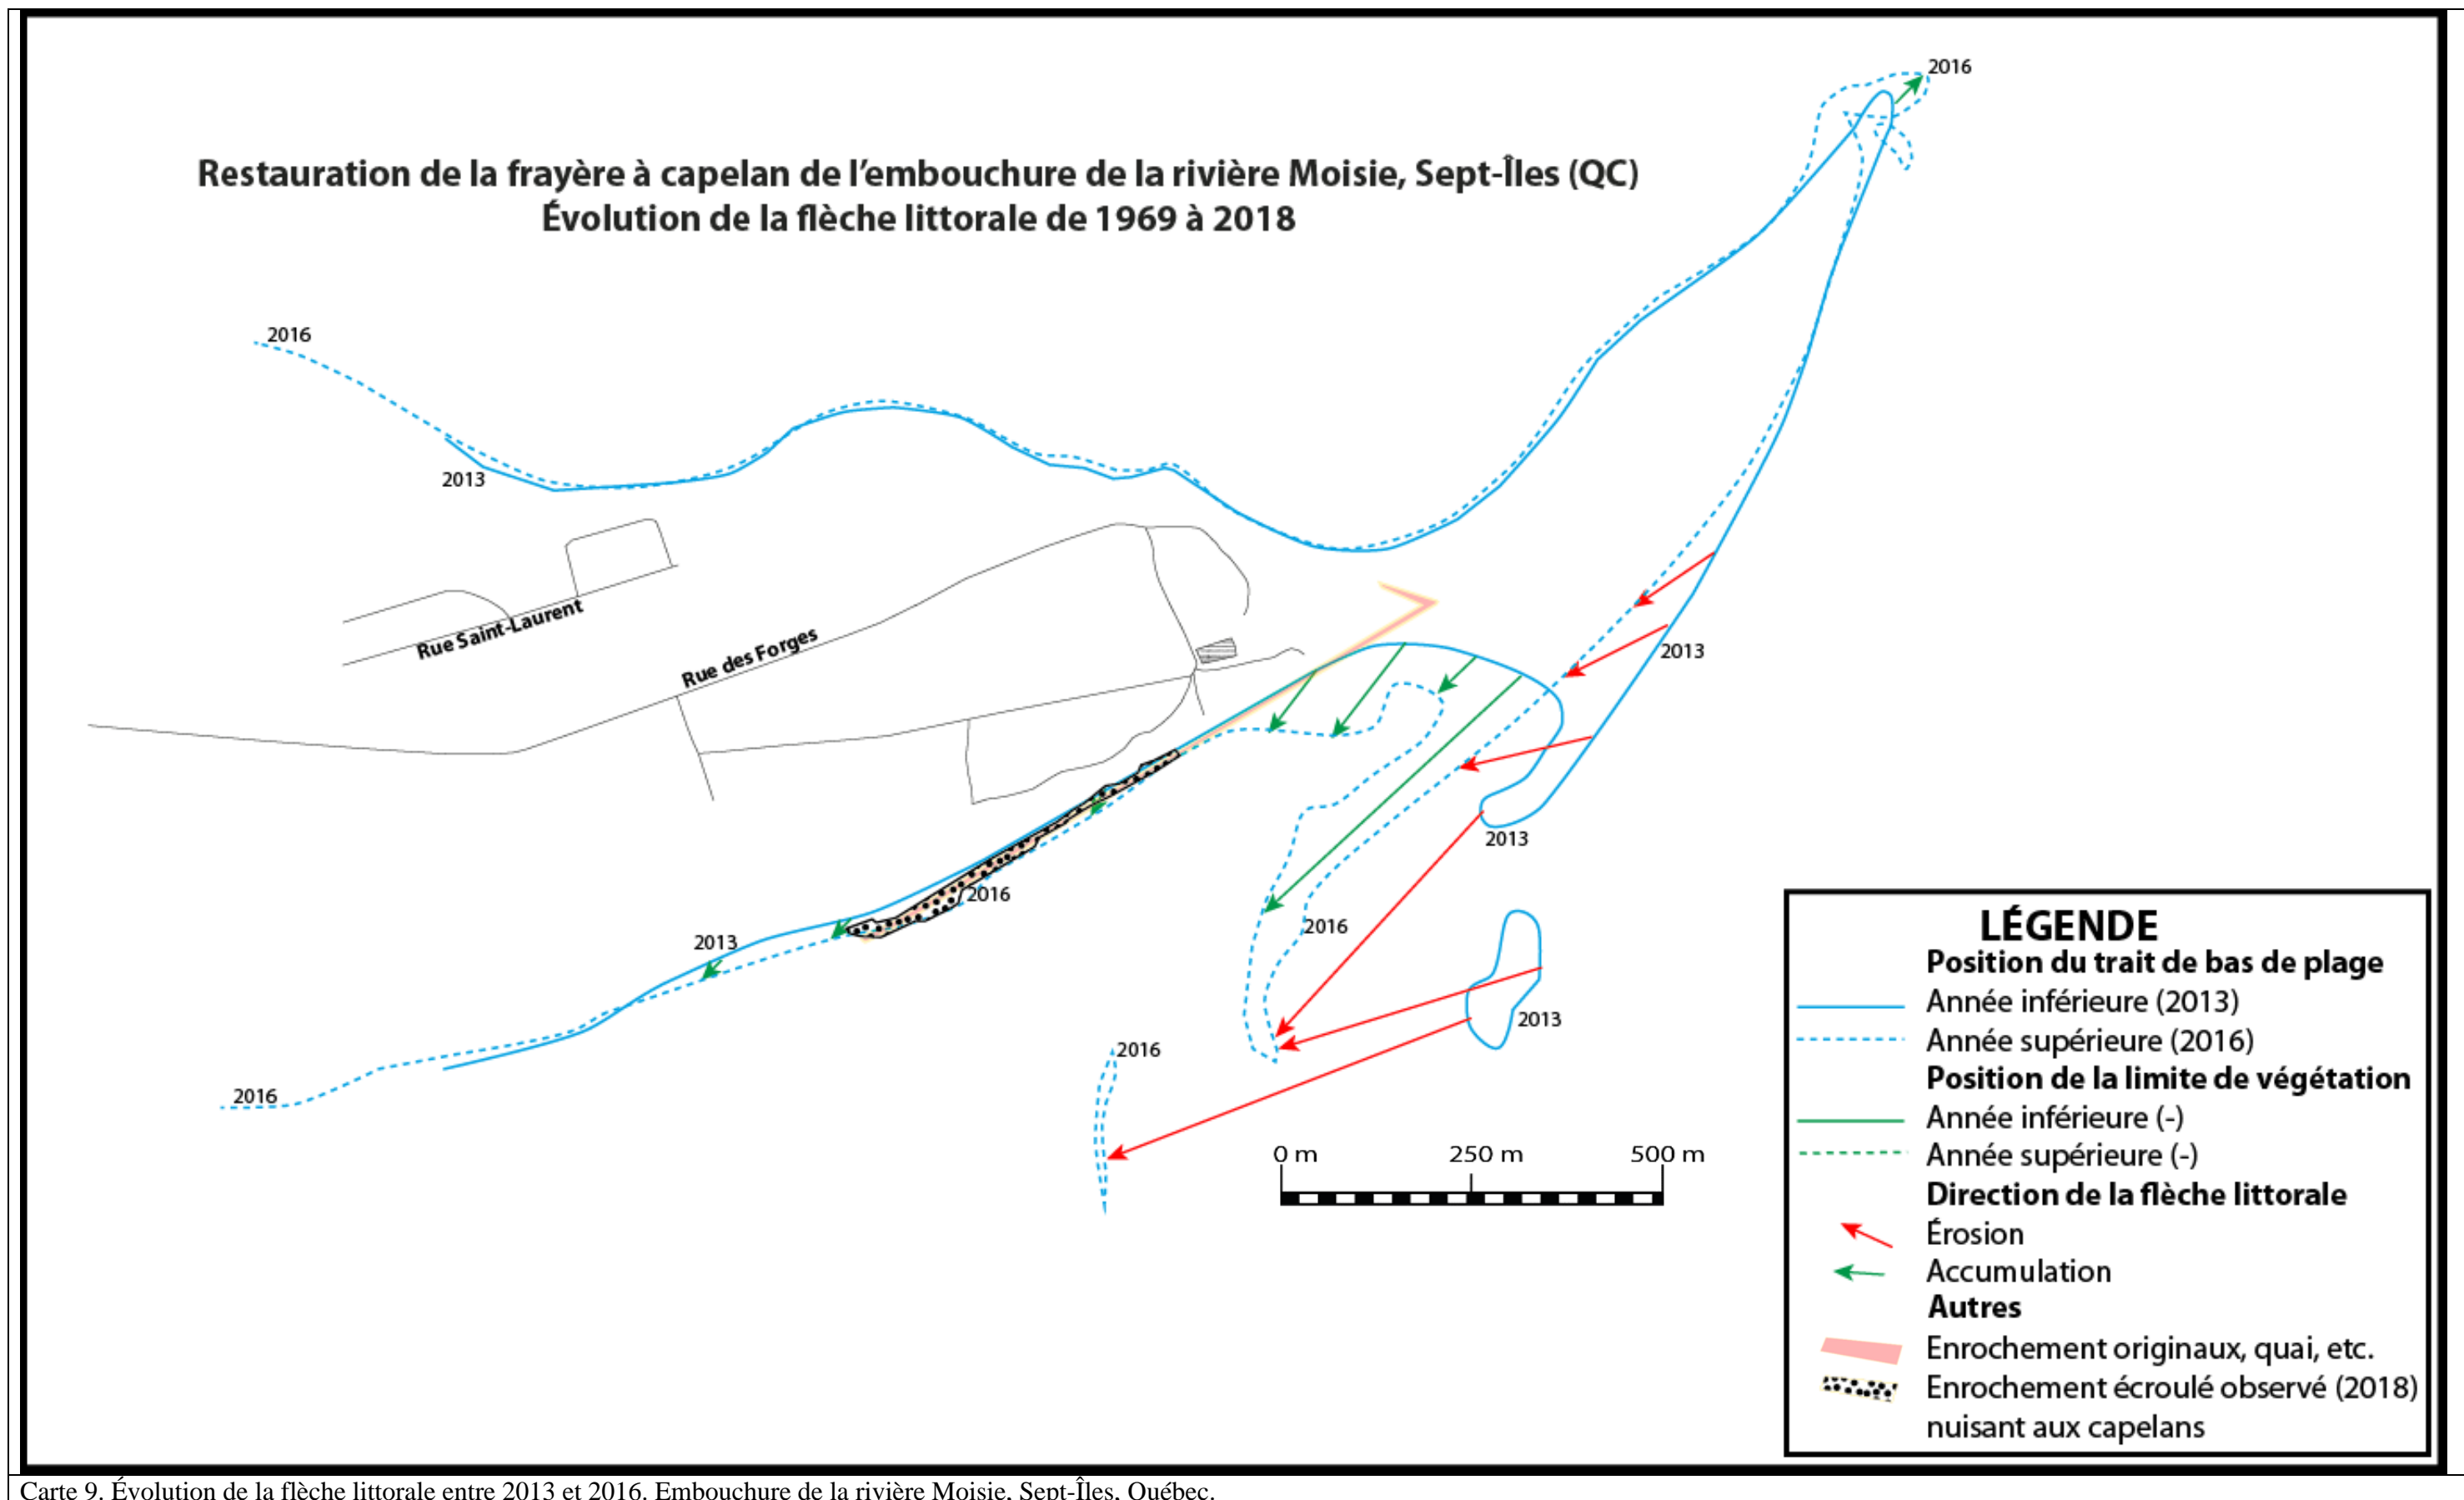 2016
Restauration de la frayère à capelan de l'embouchure de la rivière Moisie, Sept-Îles (QC)
Évolution de la flèche littorale de 1969 à 2018
2016
2013
Rue Saint-Laurent
Rue des Forges
2013
2013
2016
2016
2013
2013
2016
2016
0 m 250 m 500 m
LÉGENDE
Position du trait de bas de plage
Année inférieure (2013)
Année supérieure (2016)
Position de la limite de végétation
Année inférieure (-)
Année supérieure (-)
Direction de la flèche littorale
Érosion
Accumulation
Autres
Enrochement originaux, quai, etc.
Enrochement écroulé observé (2018)
nuisant aux capelans
Carte 9. Évolution de la flèche littorale entre 2013 et 2016. Embouchure de la rivière Moisie, Sept-Îles, Québec.